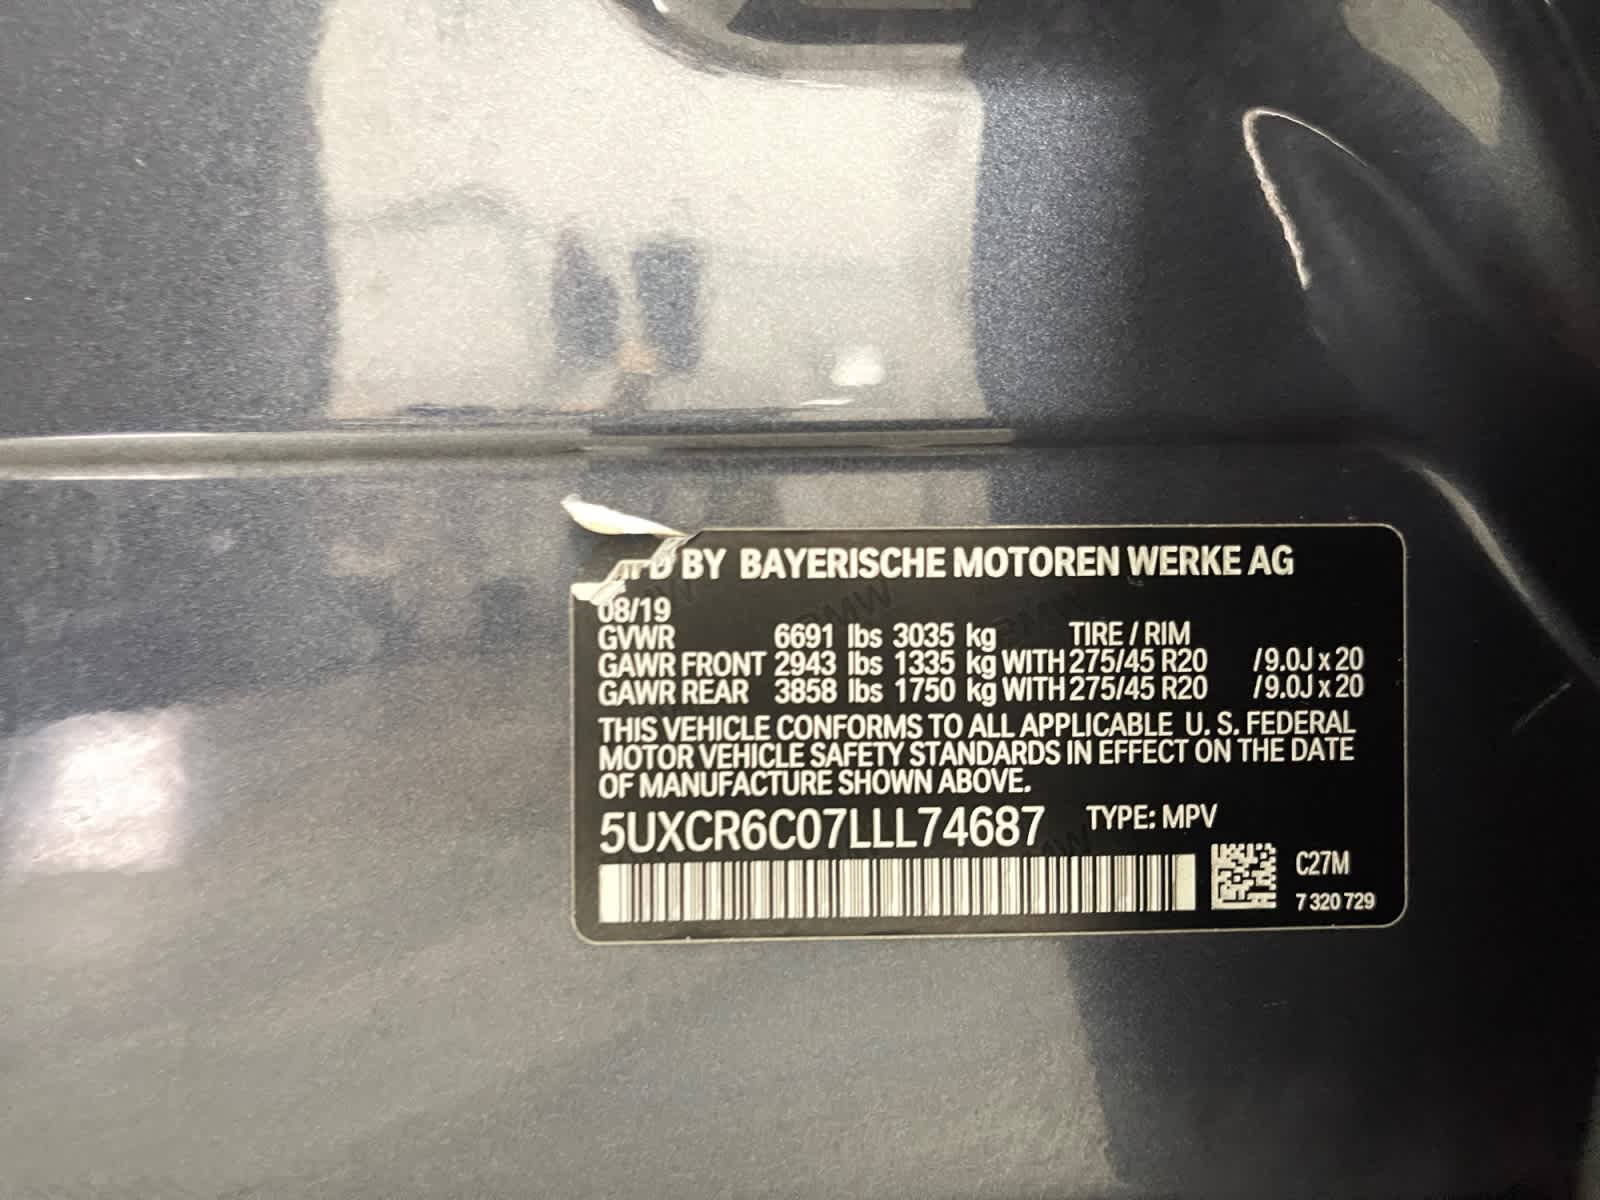 MFD BY BAYERISCHE MOTOREN WERKE AG
08/19
GVWR 6691 lbs 3035 kg TIRE / RIM
GAWR FRONT 2943 lbs 1335 kg WITH 275/45 R20 /9.0J x 20
GAWR REAR 3858 lbs 1750 kg WITH 275/45 R20 /9.0J x 20
THIS VEHICLE CONFORMS TO ALL APPLICABLE U. S. FEDERAL
MOTOR VEHICLE SAFETY STANDARDS IN EFFECT ON THE DATE
OF MANUFACTURE SHOWN ABOVE.
5UXCR6C07LLL74687 TYPE: MPV
C27M
7 320 729